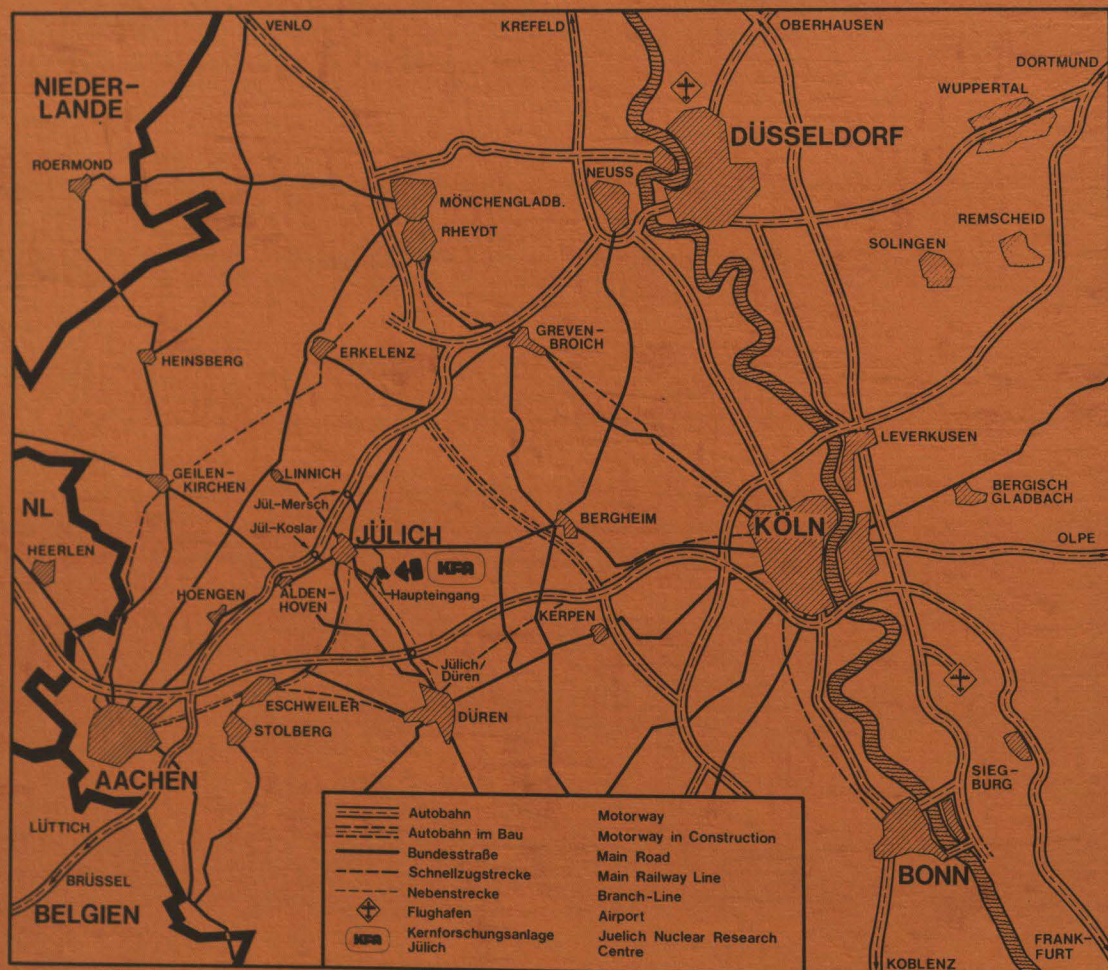 VENLO
KREFELD
OBERHAUSEN
DORTMUND
NIEDER-
LANDE
WUPPERTAL
DÜSSELDORF
ROERMOND
NEUSS
MÖNCHENGLADB.
RHEYDT
REMSCHEID
SOLINGEN
HEINSBERG
ERKELENZ
GREVEN-
BROICH
LEVERKUSEN
GEILEN-
KIRCHEN
LINNICH
BERGISCH
GLADBACH
NL
Jül.-Mersch
Jül.-Koslar
JÜLICH
BERGHEIM
KÖLN
OLPE
HEERLEN
KFA
Haupteingang
HOENGEN
ALDEN-
HOVEN
KERPEN
Jülich/
Düren
ESCHWEILER
STOLBERG
DÜREN
AACHEN
SIEG-
BURG
LÜTTICH
BRÜSSEL
BELGIEN
BONN
KOBLENZ
FRANK-
FURT
Autobahn Motorway
Autobahn im Bau Motorway in Construction
Bundesstraße Main Road
Schnellzugstrecke Main Railway Line
Nebenstrecke Branch-Line
Flughafen Airport
KFA Kernforschungsanlage Juelich Nuclear Research
Jülich Centre